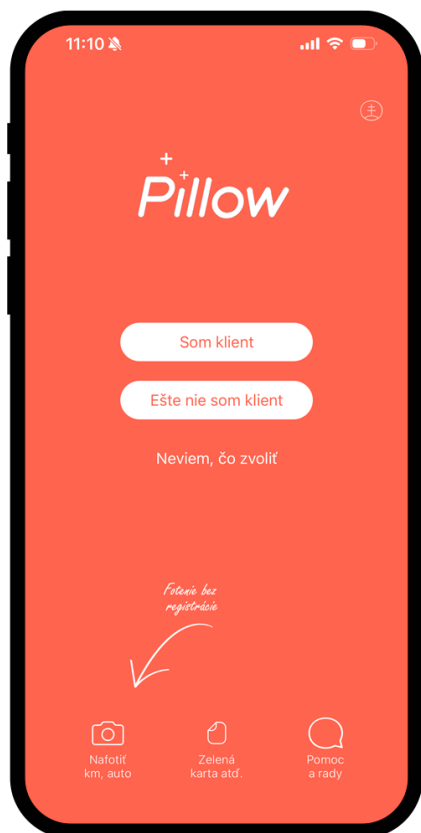 11:10
Pillow
Som klient
Ešte nie som klient
Neviem, čo zvoliť
Fotenie bez
registrácie
Nafotiť
km, auto
Zelená
karta atď.
Pomoc
a rady